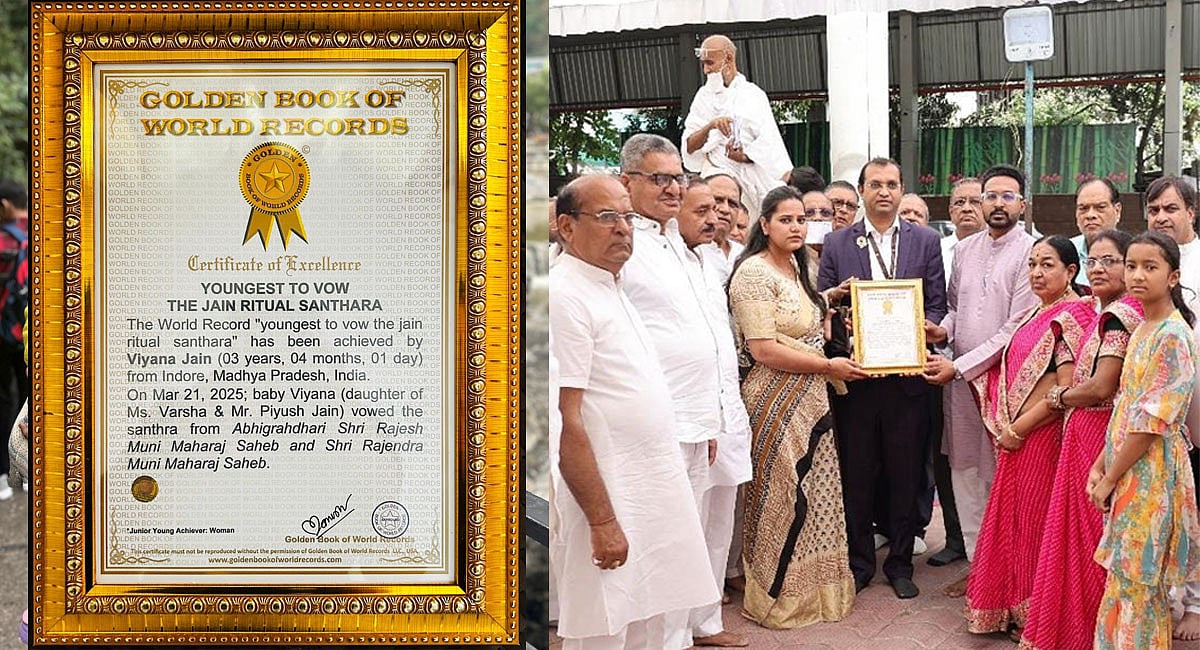 GOLDEN BOOK OF
WORLD RECORDS
GOLDEN
BOOK OF WORLD RECORDS
Certificate of Excellence
YOUNGEST TO VOW
THE JAIN RITUAL SANTHARA
The World Record "youngest to vow the jain
ritual santhara" has been achieved by
Viyana Jain (03 years, 04 months, 01 day)
from Indore, Madhya Pradesh, India.
On Mar 21, 2025; baby Viyana (daughter of
Ms. Varsha & Mr. Piyush Jain) vowed the
santhra from Abhigrahdhari Shri Rajesh
Muni Maharaj Saheb and Shri Rajendra
Muni Maharaj Saheb.
*Junior Young Achiever: Woman
Golden Book of World Records
This certificate must not be reproduced without the permission of Golden Book of World Records LLC, USA.
www.goldenbookofworldrecords.com